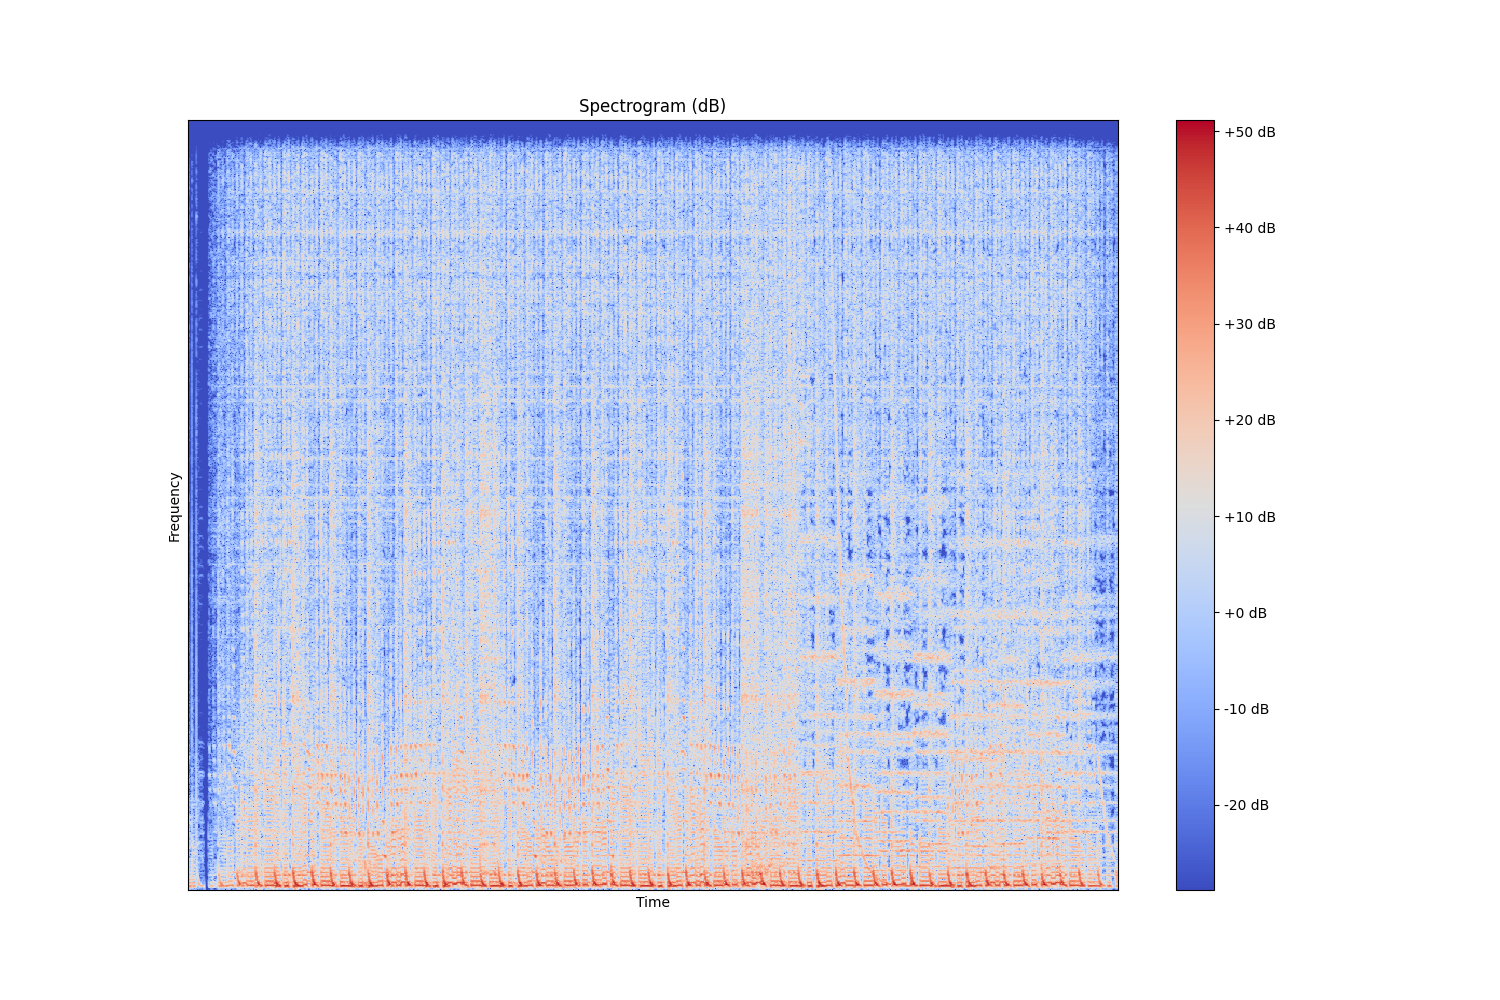 Spectrogram (dB)
+50 dB
+40 dB
+30 dB
+20 dB
+10 dB
+0 dB
-10 dB
-20 dB
Frequency
Time